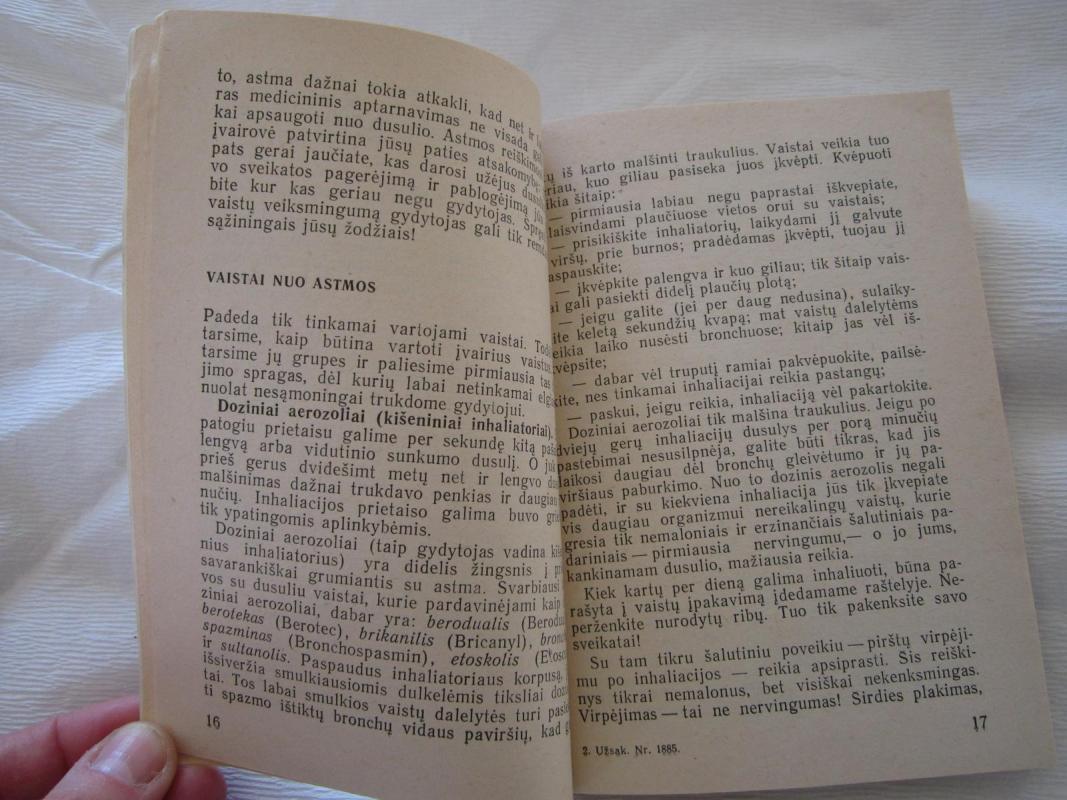 to, astma dažnai tokia atkakli, kad net ir
ras medicininis aptarnavimas ne visada
kai apsaugoti nuo dusulio. Astmos
įvairovė patvirtina jūsų paties
pats gerai jaučiate, kas darosi užėjus
vo sveikatos pagerėjimą ir pablogėjimą
bite kur kas geriau negu gydytojas.
vaistų veiksmingumą gydytojas gali tik
sąžiningais jūsų žodžiais!
VAISTAI NUO ASTMOS
Padeda tik tinkamai vartojami vaistai.
tarsime, kaip būtina vartoti įvairius
tarsime jų grupes ir paliesime pirmiausia tas
jimo spragas, dėl kurių labai netinkamai
nuolat nesąmoningai trukdome gydytojui.
Doziniai aerozoliai (kišeniniai inhaliatoriai).
patogiu prietaisu galime per sekundę kitą
lengvą arba vidutinio sunkumo dusulį. O juk
prieš gerus dvidešimt metų net ir lengvo
malšinimas dažnai trukdavo penkias ir daugiau
nučių. Inhaliacijos prietaiso galima buvo
tik ypatingomis aplinkybėmis.
Doziniai aerozoliai (taip gydytojas vadina
nius inhaliatorius) yra didelis žingsnis į
savarankiškai grumiantis su astma. Svarbiausi
vos su dusuliu vaistai, kurie pardavinėjami kaip
ziniai aerozoliai, dabar yra: berodualis
berotekas (Berotec), brikanilis (Bricanyl),
spazminas (Bronchospasmin), etoskolis
ir sultanolis. Paspaudus inhaliatoriaus korpusą,
išsiveržia smulkiausiomis dulkelėmis tiksliai
tai. Tos labai smulkios vaistų dalelytės turi
ti spazmo ištiktų bronchų vidaus paviršių, kad
16
iš karto malšinti traukulius. Vaistai veikia tuo
kuo giliau pasiseka juos įkvėpti. Kvėpuoti
šitaip:
— pirmiausia labiau negu paprastai iškvepiate,
plaučiuose vietos orui su vaistais;
— prisikiškite inhaliatorių, laikydami jį galvute
viršų, prie burnos; pradėdamas įkvėpti, tuojau jį
— įkvėpkite palengva ir kuo giliau; tik šitaip vais-
gali pasiekti didelį plaučių plotą;
— jeigu galite (jei per daug nedusina), sulaiky-
keletą sekundžių kvapą; mat vaistų dalelytėms
laiko nusėsti bronchuose; kitaip jas vėl iš-
— dabar vėl truputį ramiai pakvėpuokite, pailsė-
nes tinkamai inhaliacijai reikia pastangų;
— paskui, jeigu reikia, inhaliaciją vėl pakartokite.
Doziniai aerozoliai tik malšina traukulius. Jeigu po
dviejų gerų inhaliacijų dusulys per porą minučių
pastebimai nesusilpnėja, galite būti tikras, kad jis
laikosi daugiau dėl bronchų gleivėtumo ir jų pa-
viršiaus paburkimo. Nuo to dozinis aerozolis negali
padėti, ir su kiekviena inhaliacija jūs tik įkvepiate
vis daugiau organizmui nereikalingų vaistų, kurie
gresia tik nemaloniais ir erzinančiais šalutiniais pa-
dariniais — pirmiausia nervingumu,— o jo jums,
kankinamam dusulio, mažiausia reikia.
Kiek kartų per dieną galima inhaliuoti, būna pa-
rašyta į vaistų įpakavimą įdedamame raštelyje. Ne-
perženkite nurodytų ribų. Tuo tik pakenksite savo
sveikatai!
Su tam tikru šalutiniu poveikiu — pirštų virpėji-
mu po inhaliacijos — reikia apsiprasti. Šis reiški-
nys tikrai nemalonus, bet visiškai nekenksmingas.
Virpėjimas — tai ne nervingumas! Širdies plakimas,
2. Užsąk. Nr. 1885.
17